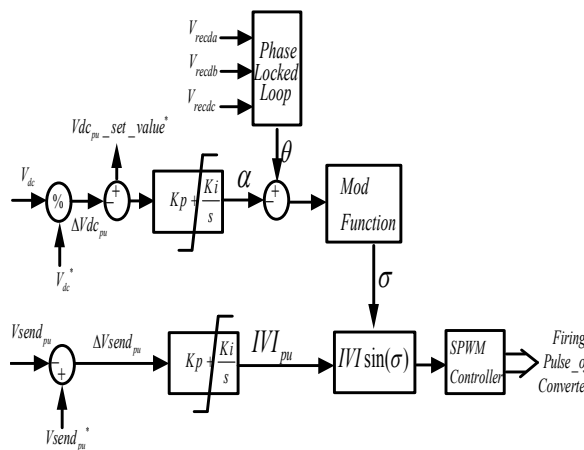 V_recda
V_recdb
V_recdc
Phase
Locked
Loop
Vdc_pu_set_value*
θ
V_dc
%
ΔVdc_pu
V_dc*
+
−
Kp + Ki/s
α
+
−
Mod
Function
σ
Vsend_pu
−
+
ΔVsend_pu
Vsend_pu*
Kp + Ki/s
IVI_pu
IVI sin(σ)
SPWM
Controller
Firing
Pulse_o
Converte